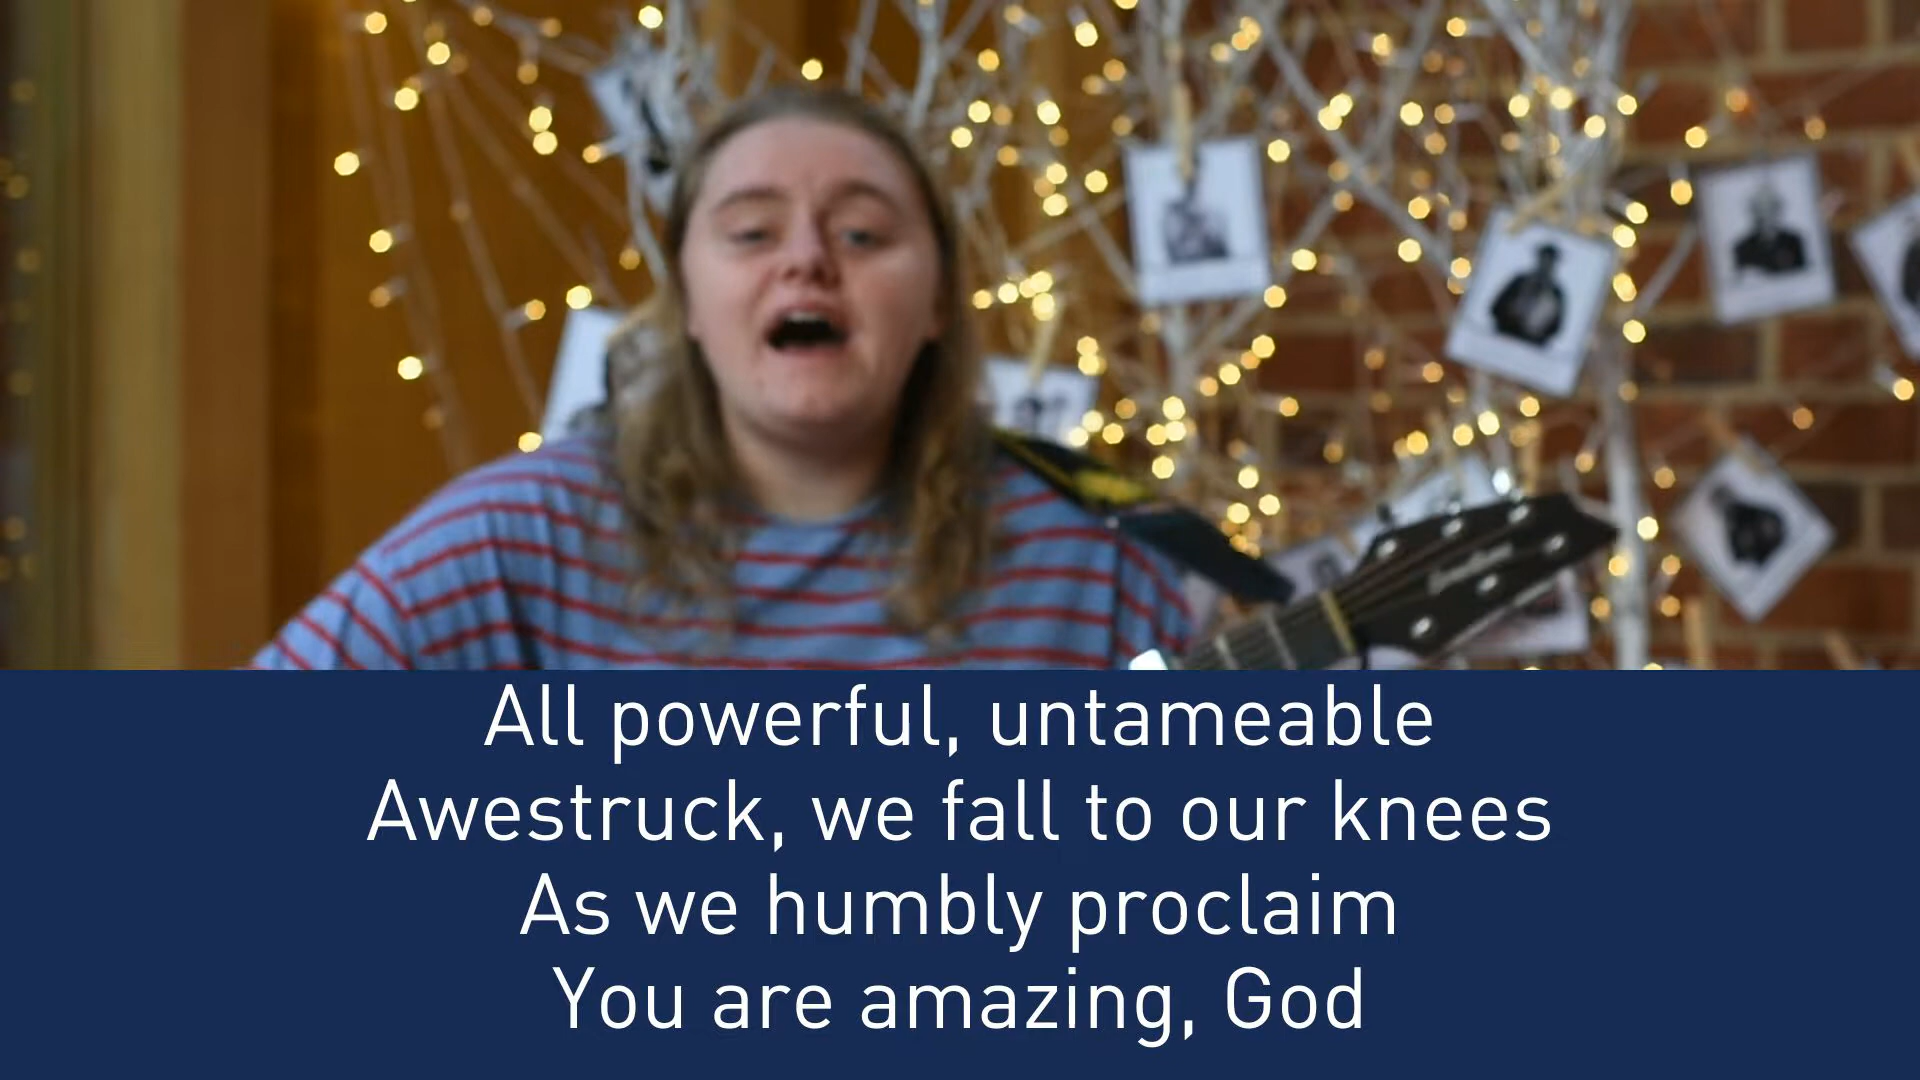 All powerful, untameable
Awestruck, we fall to our knees
As we humbly proclaim
You are amazing, God